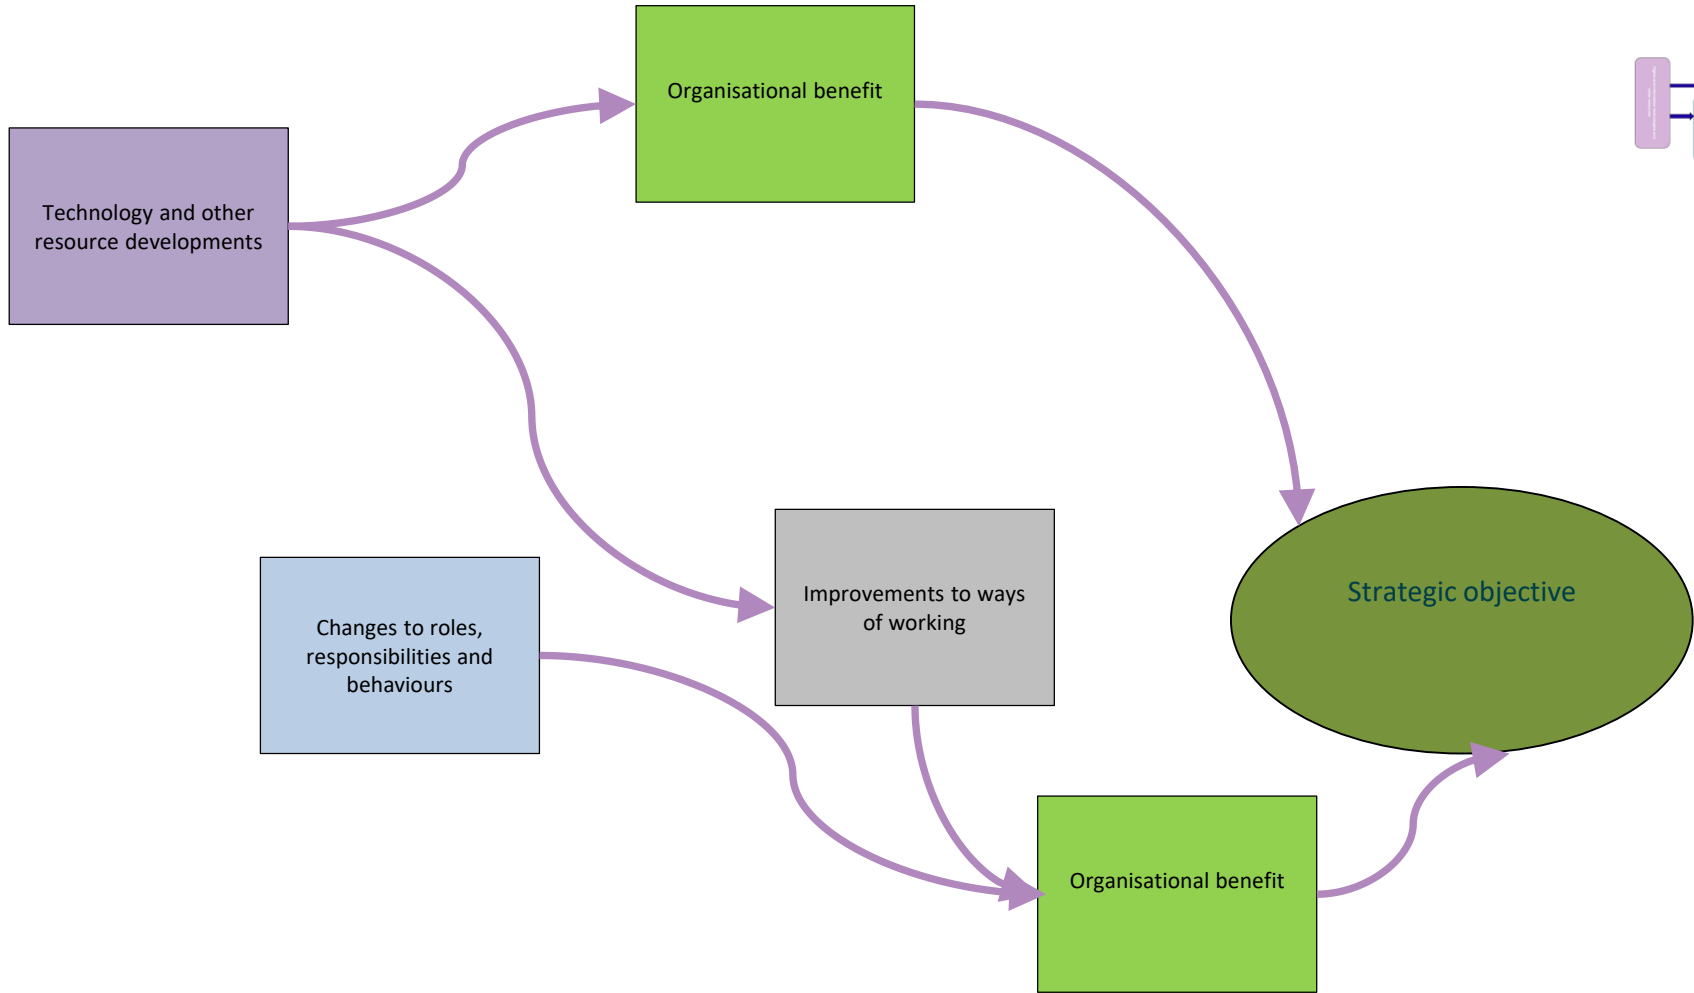 Organisational benefit
Technology and other
resource developments
Improvements to ways
of working
Strategic objective
Changes to roles,
responsibilities and
behaviours
Organisational benefit